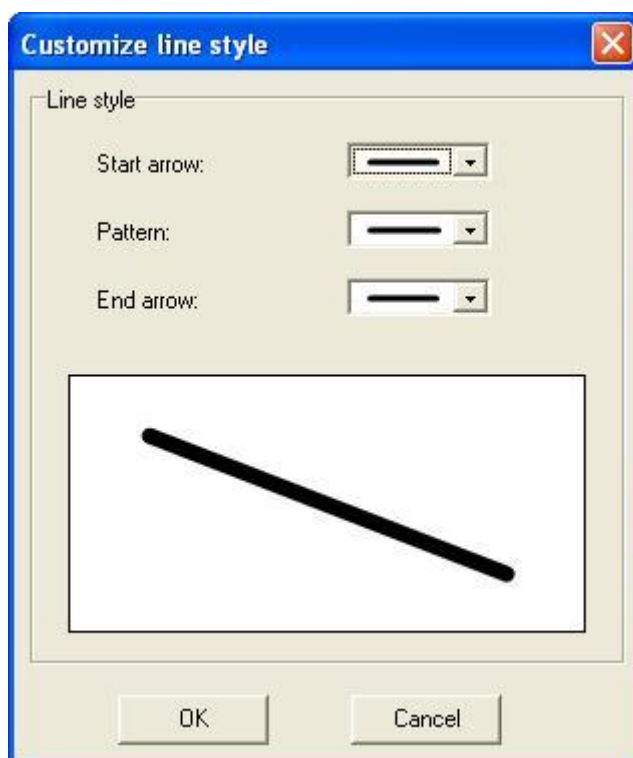 Customize line style
Line style
Start arrow:
Pattern:
End arrow:
OK
Cancel